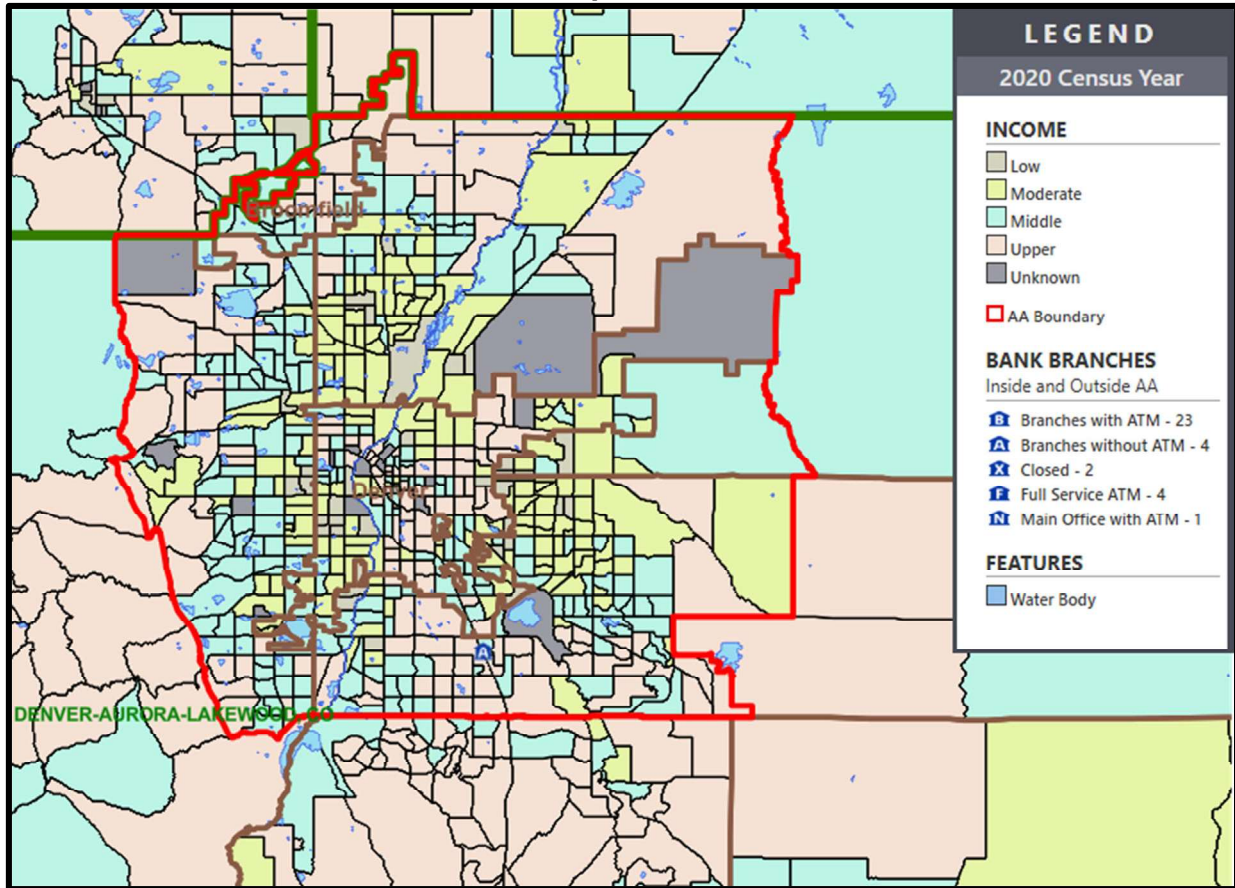 LEGEND
2020 Census Year
INCOME
Low
Moderate
Middle
Upper
Unknown
AA Boundary
BANK BRANCHES
Inside and Outside AA
B Branches with ATM - 23
A Branches without ATM - 4
X Closed - 2
F Full Service ATM - 4
N Main Office with ATM - 1
FEATURES
Water Body
Broomfield
Denver
A
DENVER-AURORA-LAKEWOOD, CO